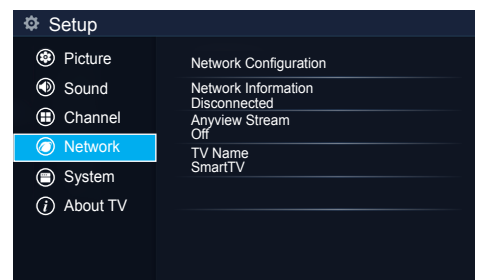 Setup
Picture
Sound
Channel
Network
System
About TV
Network Configuration
Network Information
Disconnected
Anyview Stream
Off
TV Name
SmartTV